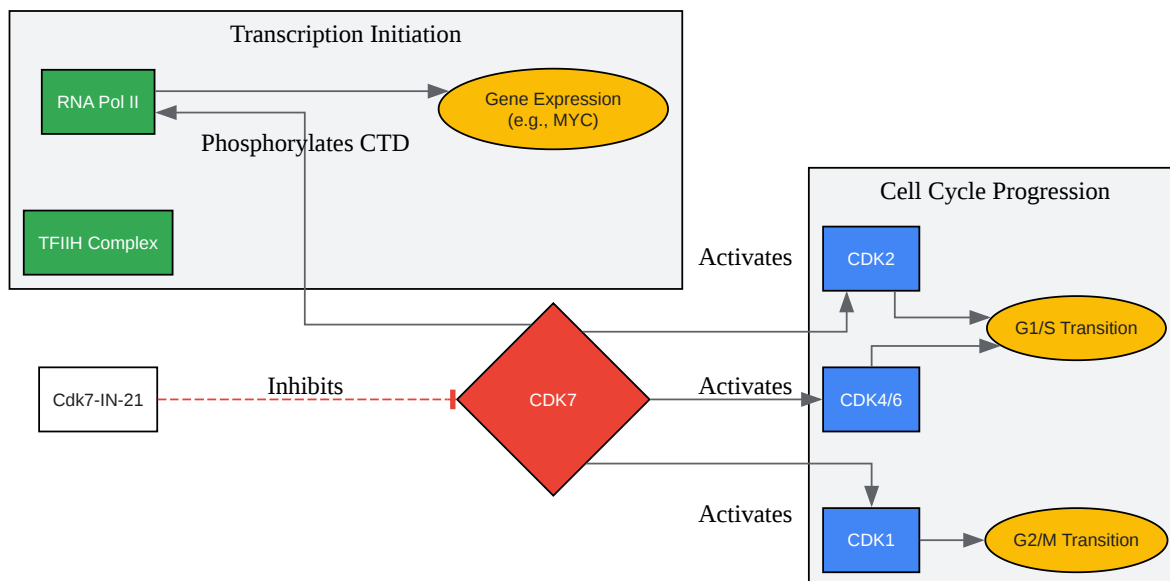 Transcription Initiation
RNA Pol II
Gene Expression
(e.g., MYC)
Phosphorylates CTD
TFIIH Complex
Cell Cycle Progression
Activates
CDK2
G1/S Transition
Cdk7-IN-21
Inhibits
CDK7
Activates
CDK4/6
Activates
CDK1
G2/M Transition